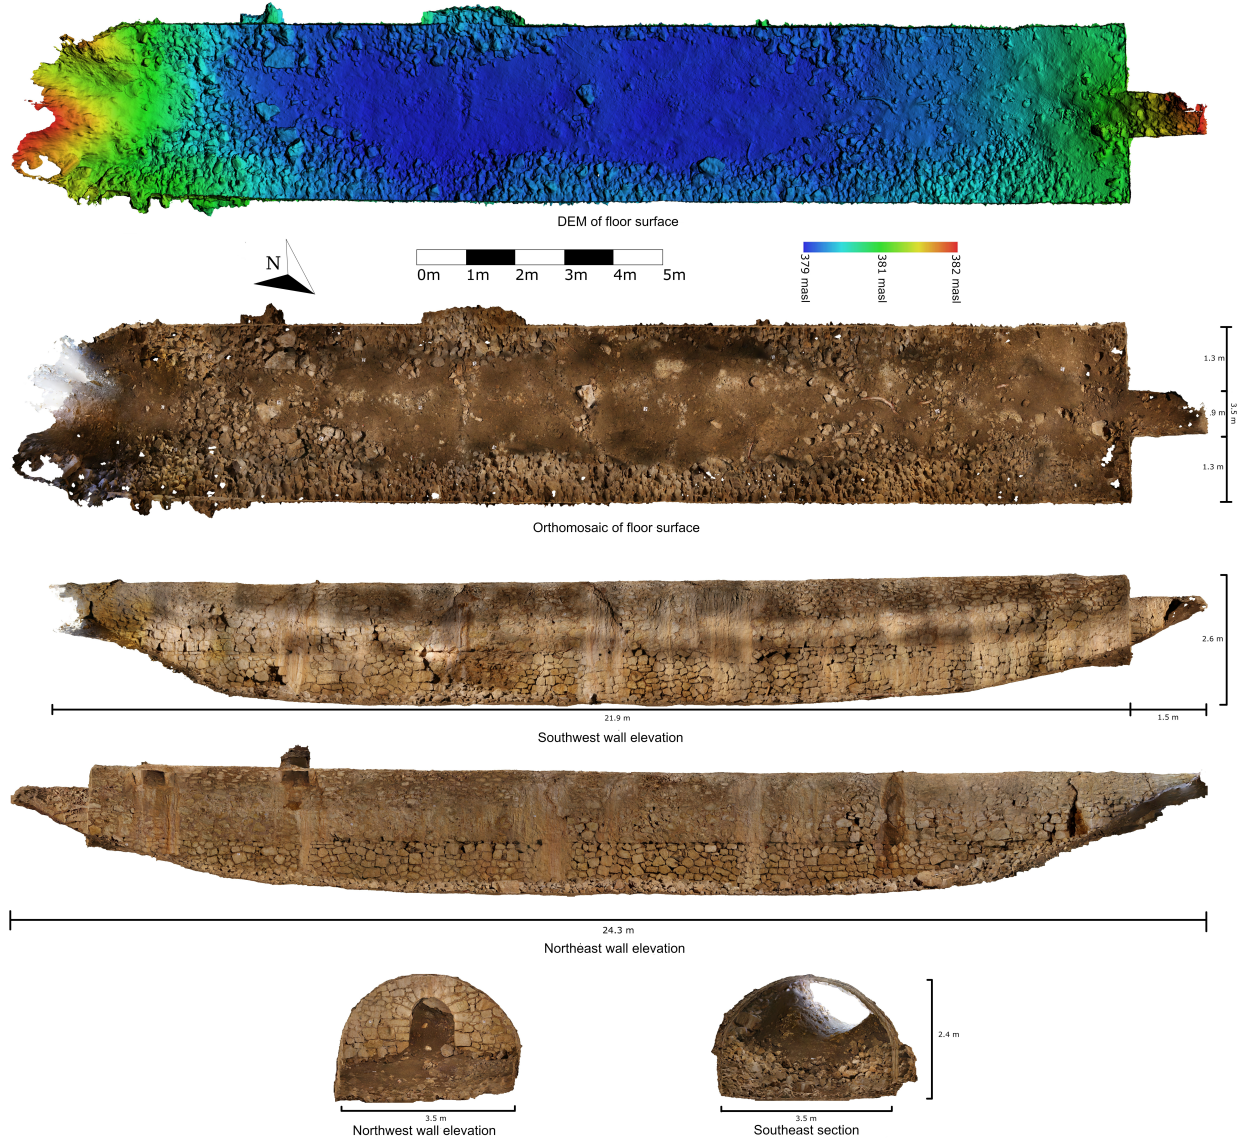 DEM of floor surface
N
0m 1m 2m 3m 4m 5m
379 masl 381 masl 382 masl
1.3 m
.9 m
3.5 m
1.3 m
Orthomosaic of floor surface
2.6 m
21.9 m
1.5 m
Southwest wall elevation
24.3 m
Northeast wall elevation
2.4 m
3.5 m
3.5 m
Northwest wall elevation
Southeast section